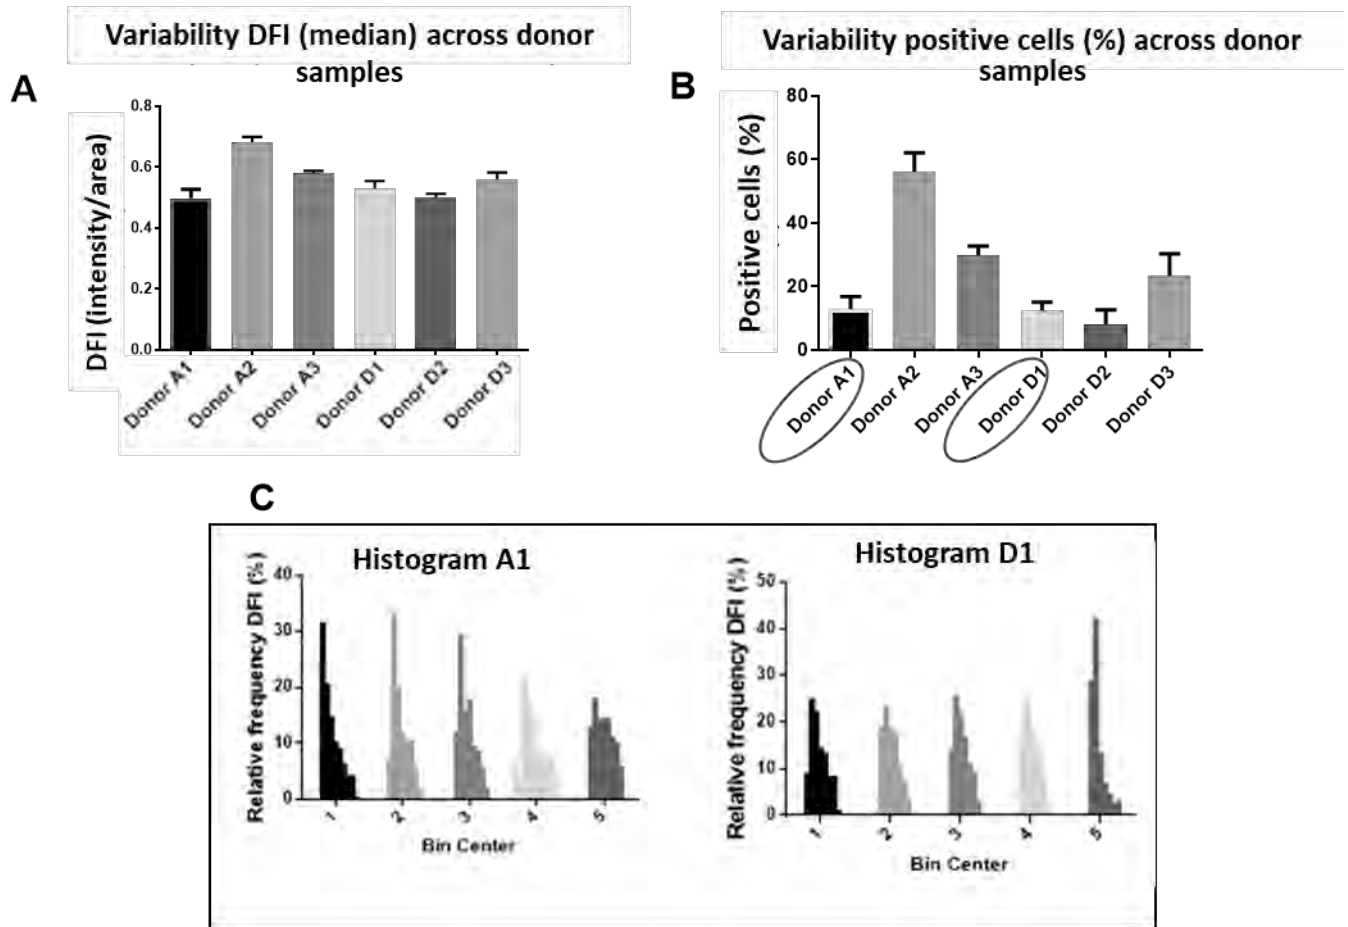 Variability DFI (median) across donor
samples
A
DFI (intensity/area)
0.8
0.6
0.4
0.2
0.0
Donor A1
Donor A2
Donor A3
Donor D1
Donor D2
Donor D3
Variability positive cells (%) across donor
samples
B
Positive cells (%)
80
60
40
20
0
Donor A1
Donor A2
Donor A3
Donor D1
Donor D2
Donor D3
C
Histogram A1
Relative frequency DFI (%)
40
30
20
10
0
1
2
3
4
5
Bin Center
Histogram D1
Relative frequency DFI (%)
50
40
30
20
10
0
1
2
3
4
5
Bin Center